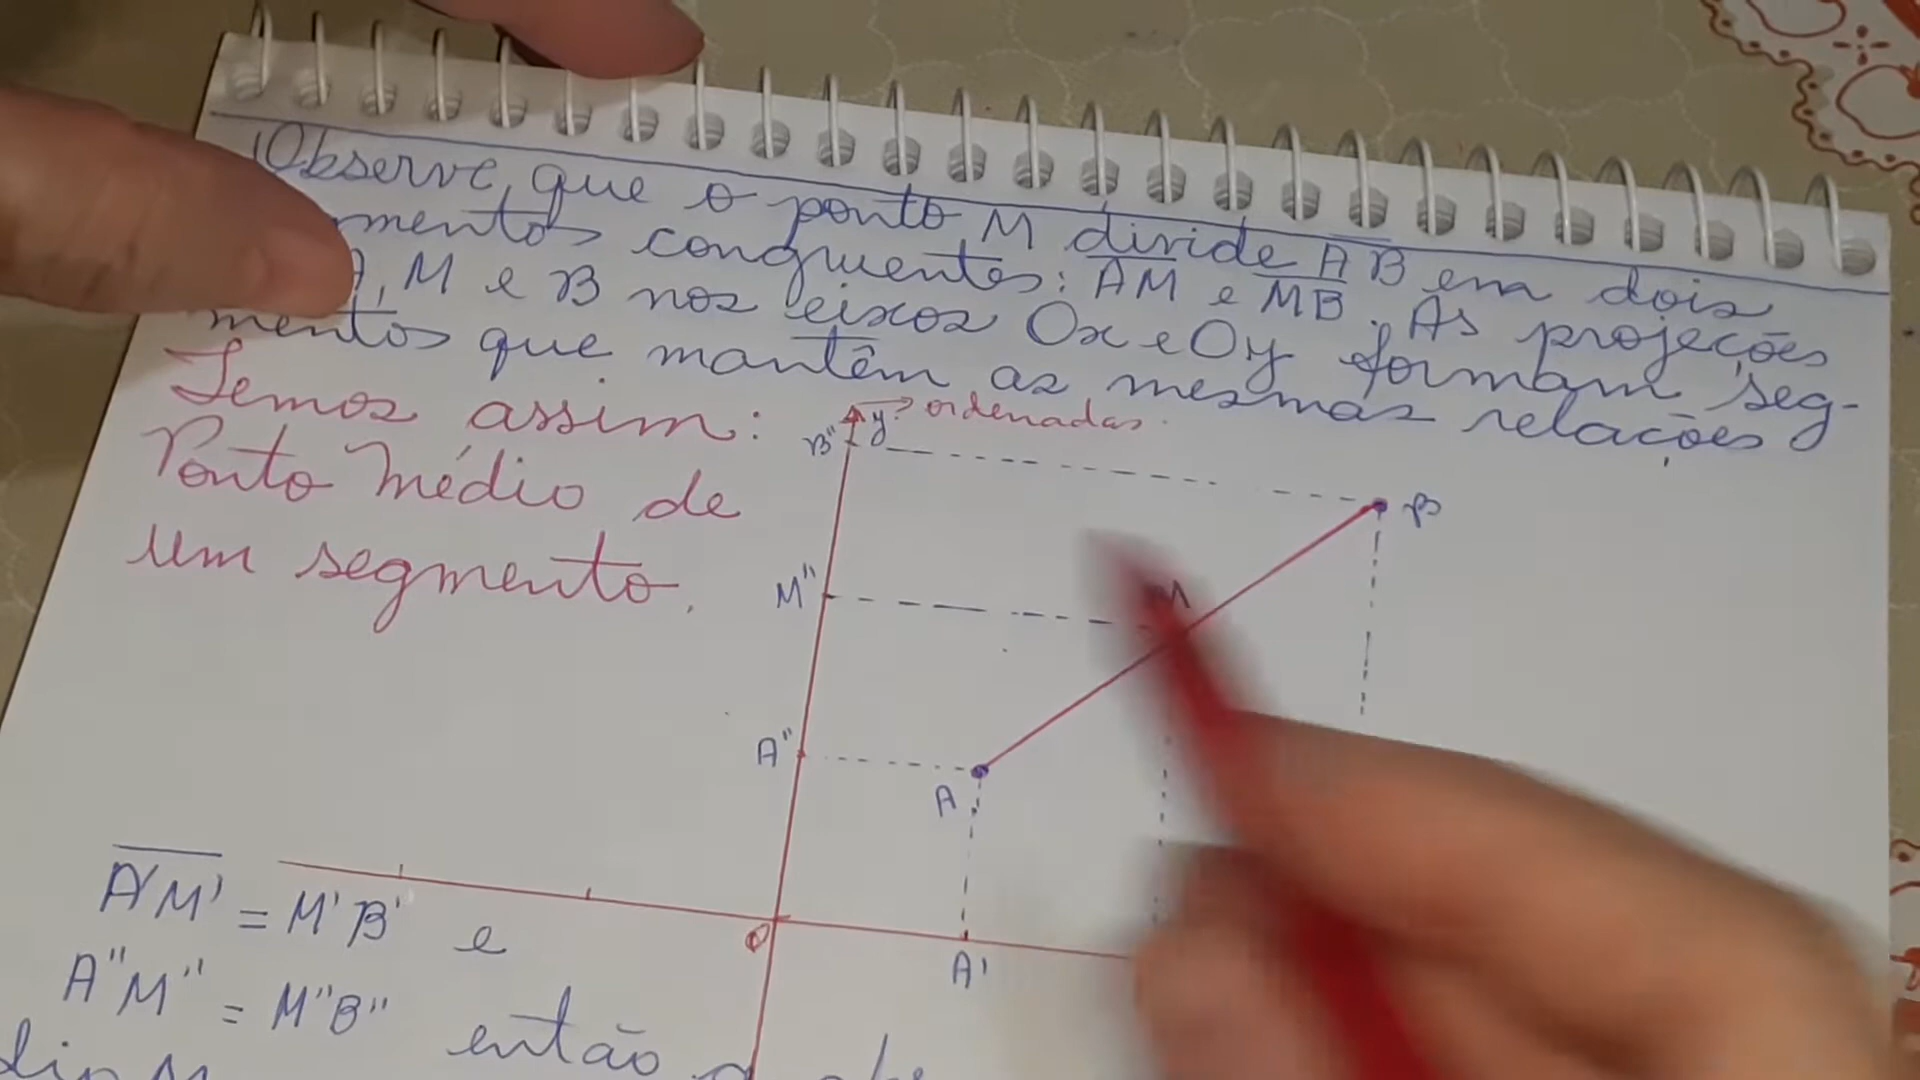 Observe, que o ponto M divide AB em dois
mentos congruentes: AM e MB. As projeções
A, M e B nos eixos Ox e Oy formam seg-
mentos que mantêm as mesmas relações
Temos assim:
Ponto médio de
um segmento.
y → ordenadas.
B"
B
M"
M
A"
A
O
A'
A'M' = M'B' e
A"M" = M"B"
então